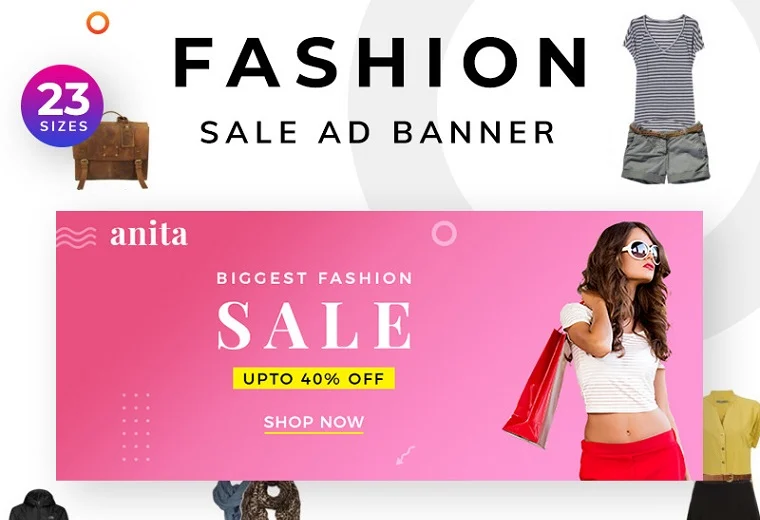 FASHION
SALE AD BANNER
23
SIZES
anita
BIGGEST FASHION
SALE
UPTO 40% OFF
SHOP NOW